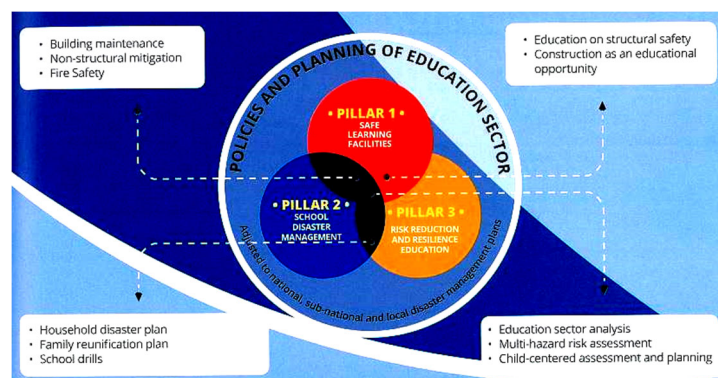 • Building maintenance
• Non-structural mitigation
• Fire Safety
• Education on structural safety
• Construction as an educational
opportunity
POLICIES AND PLANNING OF EDUCATION SECTOR
• PILLAR 1 •
SAFE
LEARNING
FACILITIES
• PILLAR 2 •
SCHOOL
DISASTER
MANAGEMENT
• PILLAR 3 •
RISK REDUCTION
AND RESILIENCE
EDUCATION
Adjusted to national, sub-national and local disaster management plans
• Household disaster plan
• Family reunification plan
• School drills
• Education sector analysis
• Multi-hazard risk assessment
• Child-centered assessment and planning